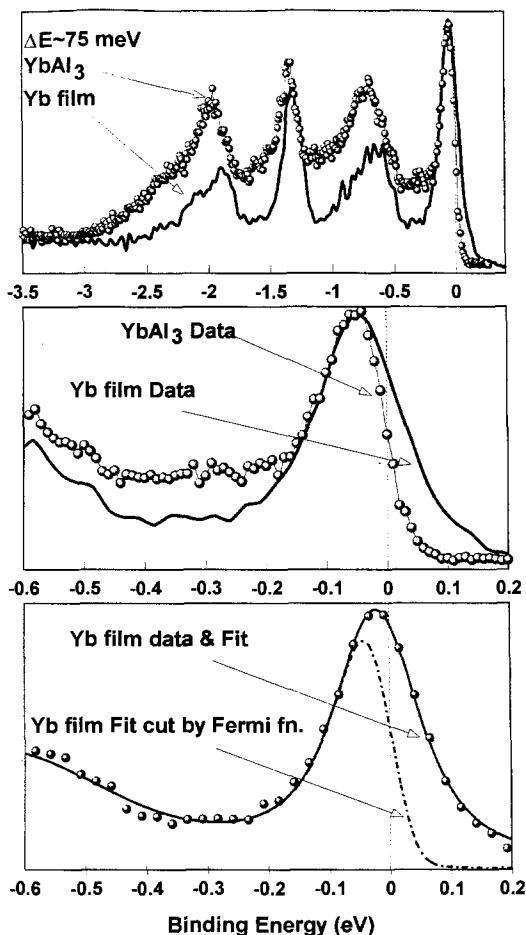 ΔE~75 meV
YbAl3
Yb film
-3.5 -3 -2.5 -2 -1.5 -1 -0.5 0
YbAl3 Data
Yb film Data
-0.6 -0.5 -0.4 -0.3 -0.2 -0.1 0 0.1 0.2
Yb film data & Fit
Yb film Fit cut by Fermi fn.
-0.6 -0.5 -0.4 -0.3 -0.2 -0.1 0 0.1 0.2
Binding Energy (eV)